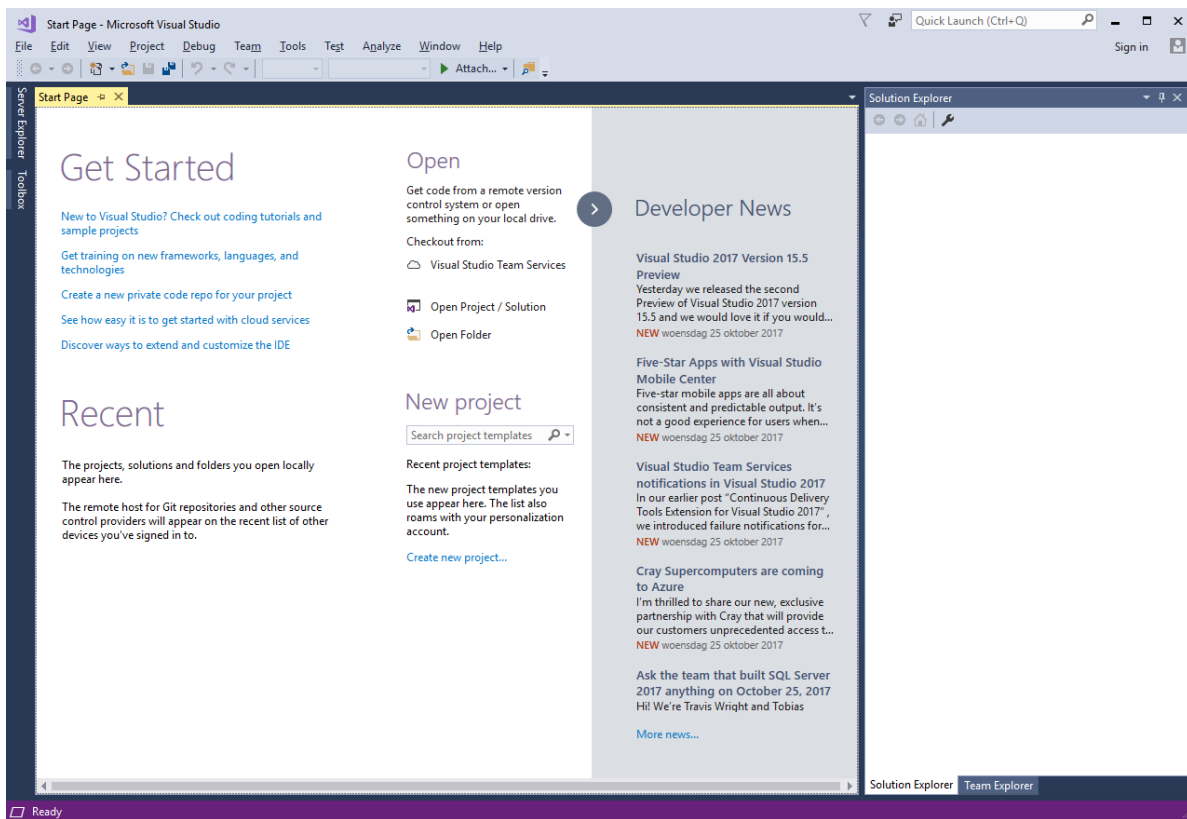 Start Page - Microsoft Visual Studio
Quick Launch (Ctrl+Q)
File Edit View Project Debug Team Tools Test Analyze Window Help
Sign in
Attach...
Server Explorer
Toolbox
Start Page
Get Started
New to Visual Studio? Check out coding tutorials and
sample projects
Get training on new frameworks, languages, and
technologies
Create a new private code repo for your project
See how easy it is to get started with cloud services
Discover ways to extend and customize the IDE
Recent
The projects, solutions and folders you open locally
appear here.
The remote host for Git repositories and other source
control providers will appear on the recent list of other
devices you've signed in to.
Open
Get code from a remote version
control system or open
something on your local drive.
Checkout from:
Visual Studio Team Services
Open Project / Solution
Open Folder
New project
Search project templates
Recent project templates:
The new project templates you
use appear here. The list also
roams with your personalization
account.
Create new project...
Developer News
Visual Studio 2017 Version 15.5
Preview
Yesterday we released the second
Preview of Visual Studio 2017 version
15.5 and we would love it if you would...
NEW woensdag 25 oktober 2017
Five-Star Apps with Visual Studio
Mobile Center
Five-star mobile apps are all about
consistent and predictable output. It's
not a good experience for users when...
NEW woensdag 25 oktober 2017
Visual Studio Team Services
notifications in Visual Studio 2017
In our earlier post "Continuous Delivery
Tools Extension for Visual Studio 2017" ,
we introduced failure notifications for...
NEW woensdag 25 oktober 2017
Cray Supercomputers are coming
to Azure
I'm thrilled to share our new, exclusive
partnership with Cray that will provide
our customers unprecedented access t...
NEW woensdag 25 oktober 2017
Ask the team that built SQL Server
2017 anything on October 25, 2017
Hi! We're Travis Wright and Tobias
More news...
Solution Explorer
Solution Explorer Team Explorer
Ready